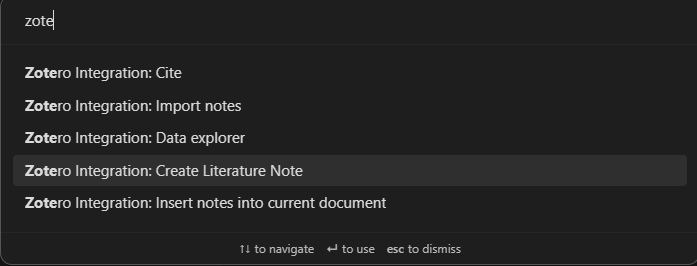 zote
Zotero Integration: Cite
Zotero Integration: Import notes
Zotero Integration: Data explorer
Zotero Integration: Create Literature Note
Zotero Integration: Insert notes into current document
↑↓ to navigate ↵ to use esc to dismiss